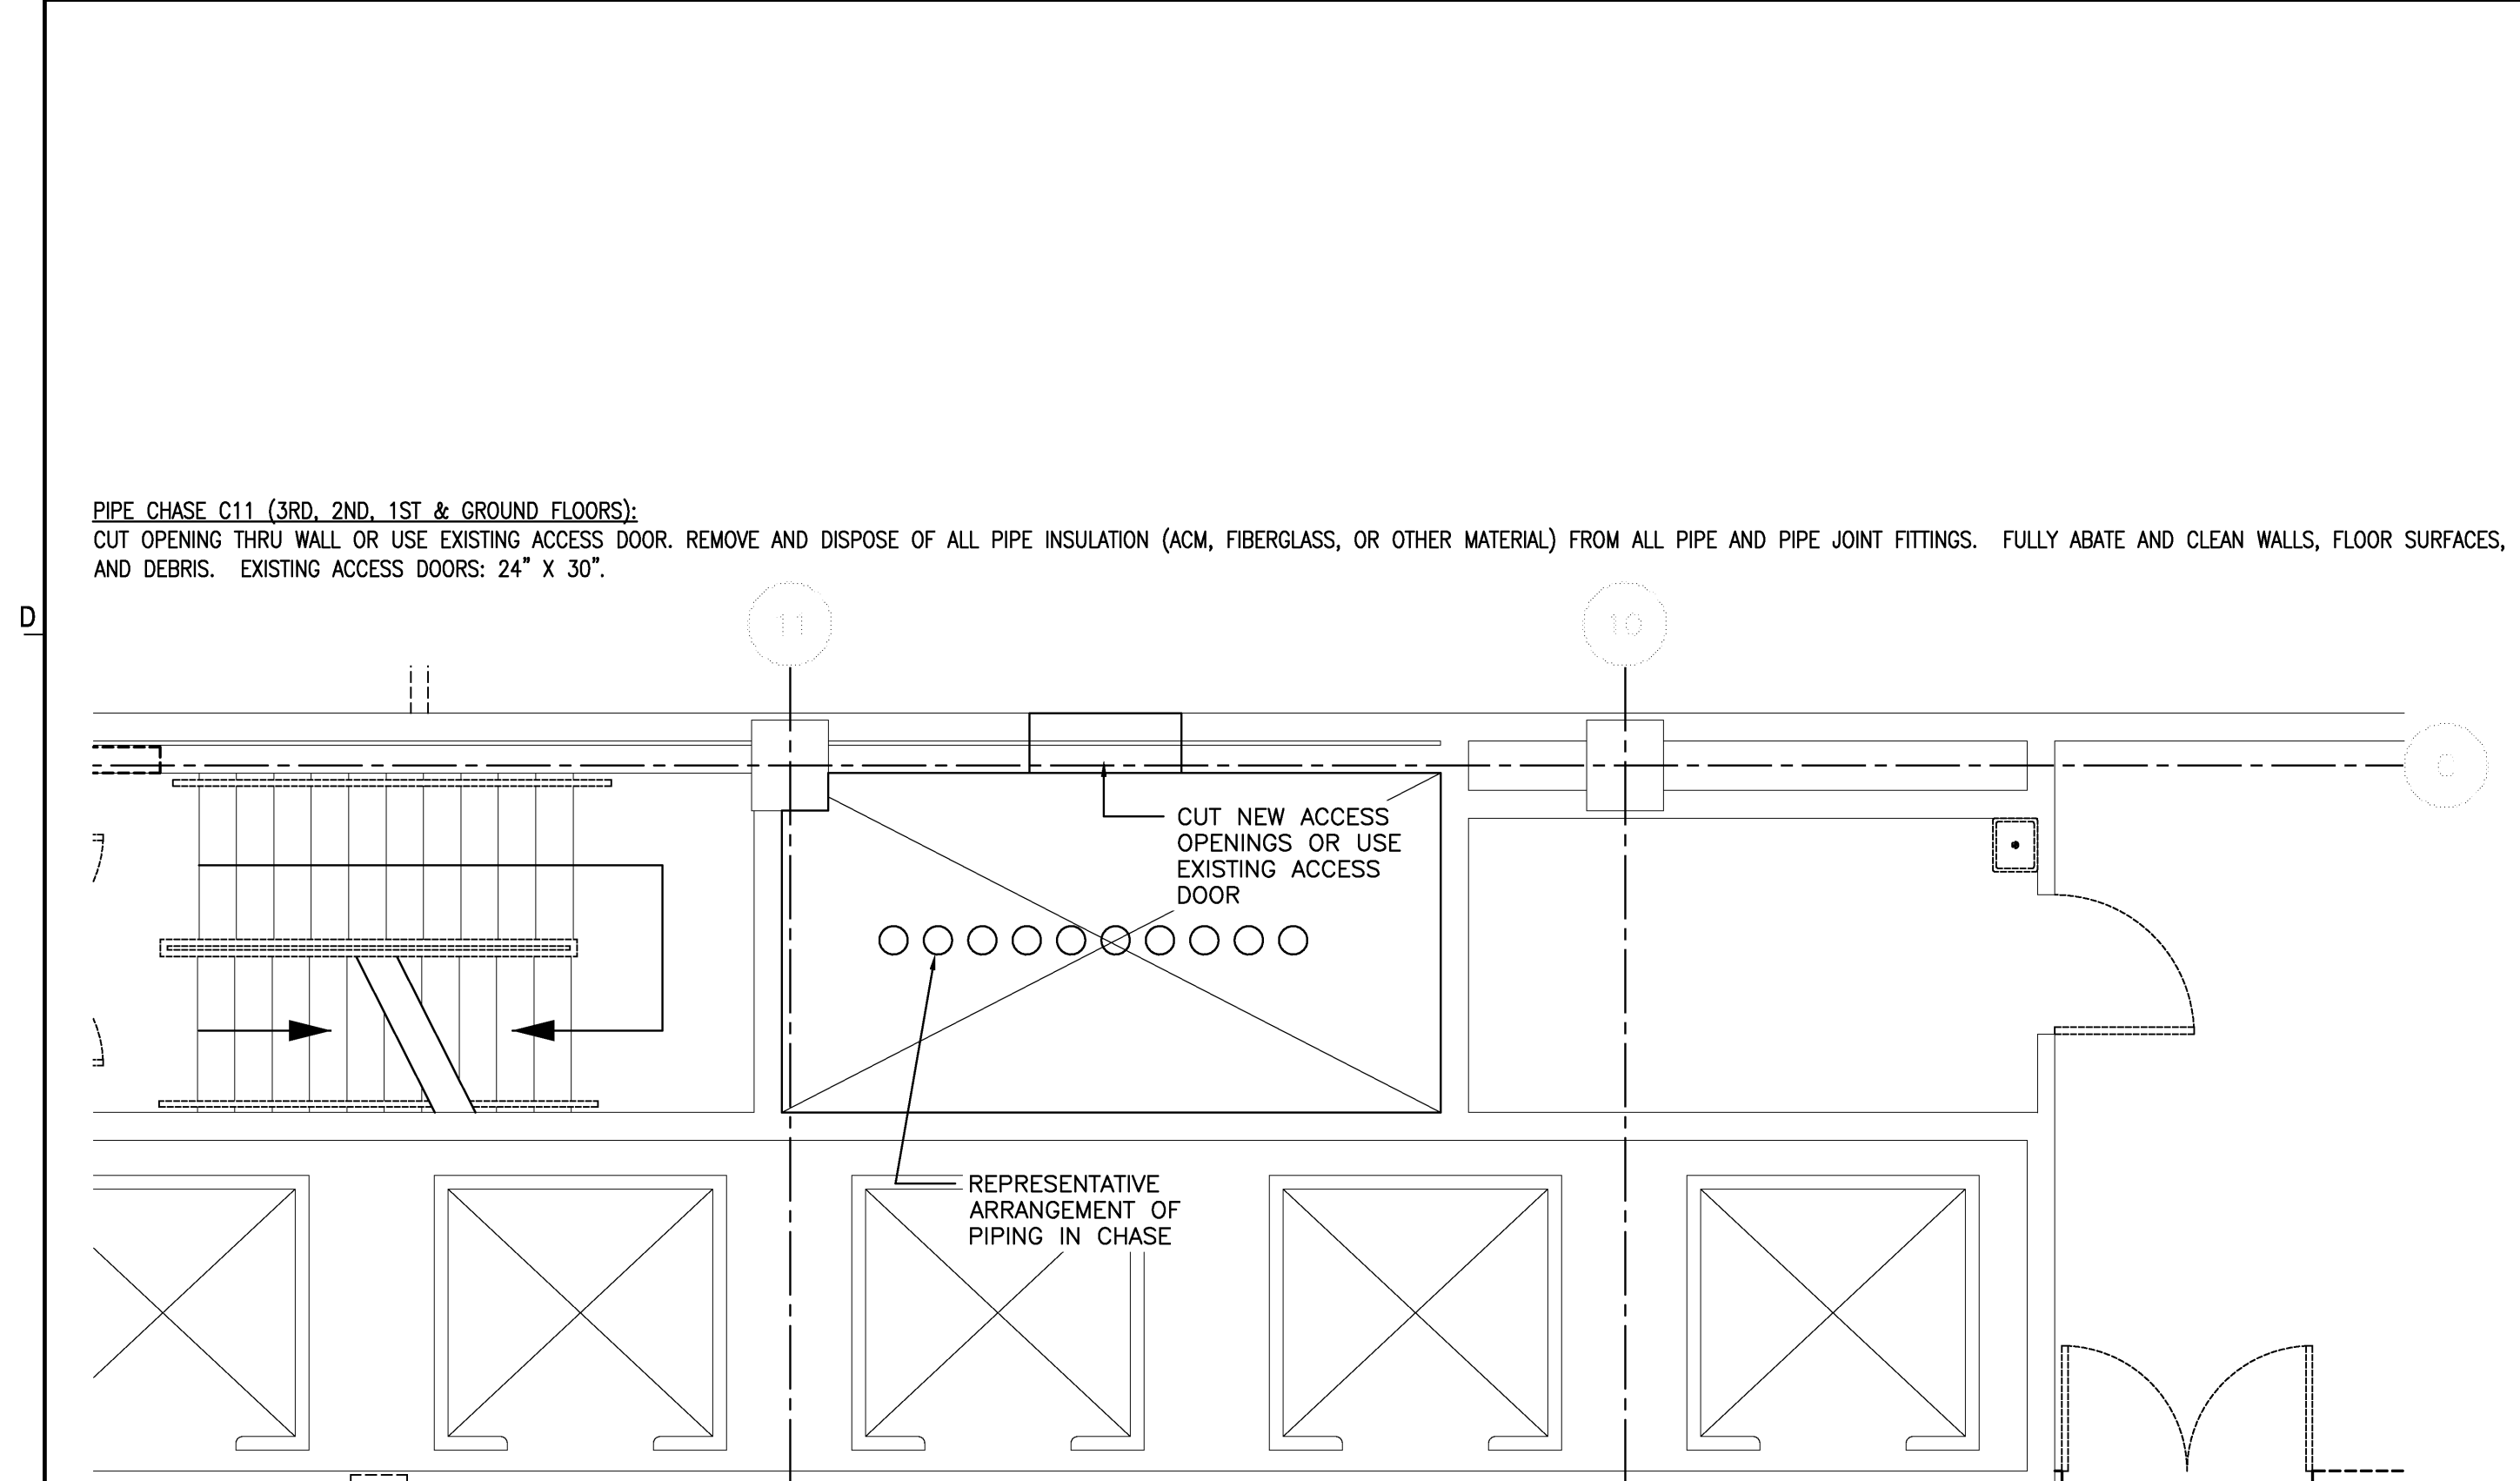 PIPE CHASE C11 (3RD, 2ND, 1ST & GROUND FLOORS):
CUT OPENING THRU WALL OR USE EXISTING ACCESS DOOR. REMOVE AND DISPOSE OF ALL PIPE INSULATION (ACM, FIBERGLASS, OR OTHER MATERIAL) FROM ALL PIPE AND PIPE JOINT FITTINGS. FULLY ABATE AND CLEAN WALLS, FLOOR SURFACES,
AND DEBRIS. EXISTING ACCESS DOORS: 24" X 30".
D
11
10
CUT NEW ACCESS
OPENINGS OR USE
EXISTING ACCESS
DOOR
REPRESENTATIVE
ARRANGEMENT OF
PIPING IN CHASE